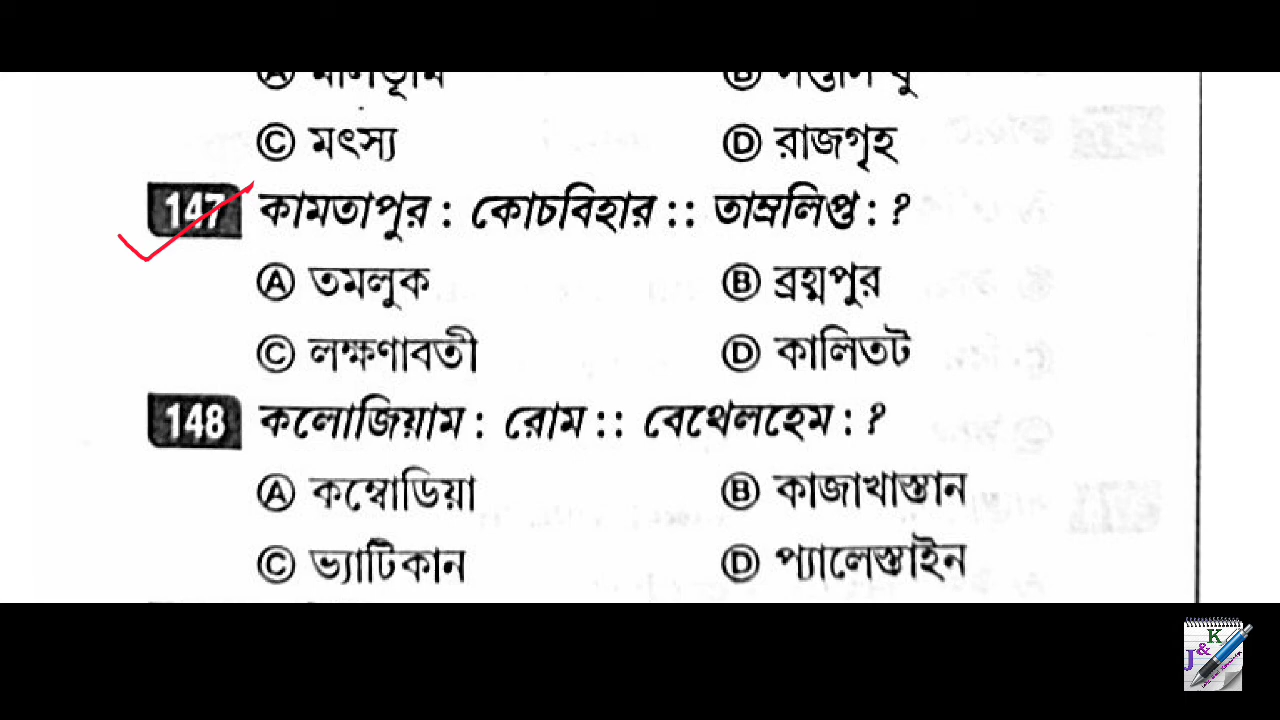 C মৎস্য D রাজগৃহ
147 কামতাপুর : কোচবিহার :: তাম্রলিপ্ত : ?
A তমলুক B ব্রহ্মপুর
C লক্ষণাবতী D কালিতট
148 কলোজিয়াম : রোম :: বেথেলহেম : ?
A কম্বোডিয়া B কাজাখাস্তান
C ভ্যাটিকান D প্যালেস্তাইন
J&K